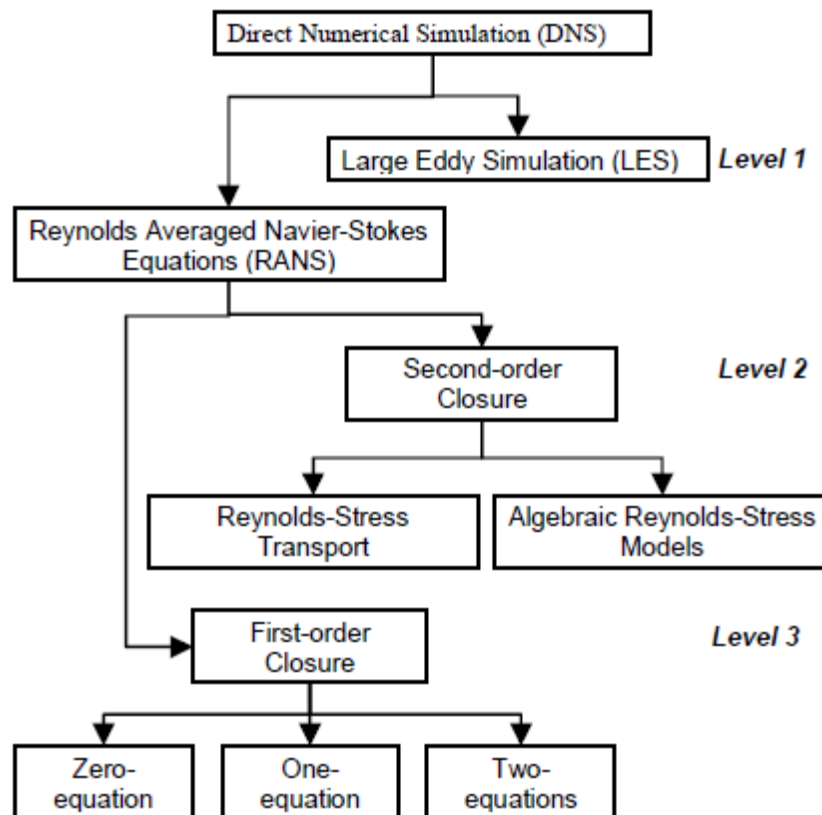 Direct Numerical Simulation (DNS)
Large Eddy Simulation (LES)
Level 1
Reynolds Averaged Navier-Stokes
Equations (RANS)
Second-order
Closure
Level 2
Reynolds-Stress
Transport
Algebraic Reynolds-Stress
Models
First-order
Closure
Level 3
Zero-
equation
One-
equation
Two-
equations